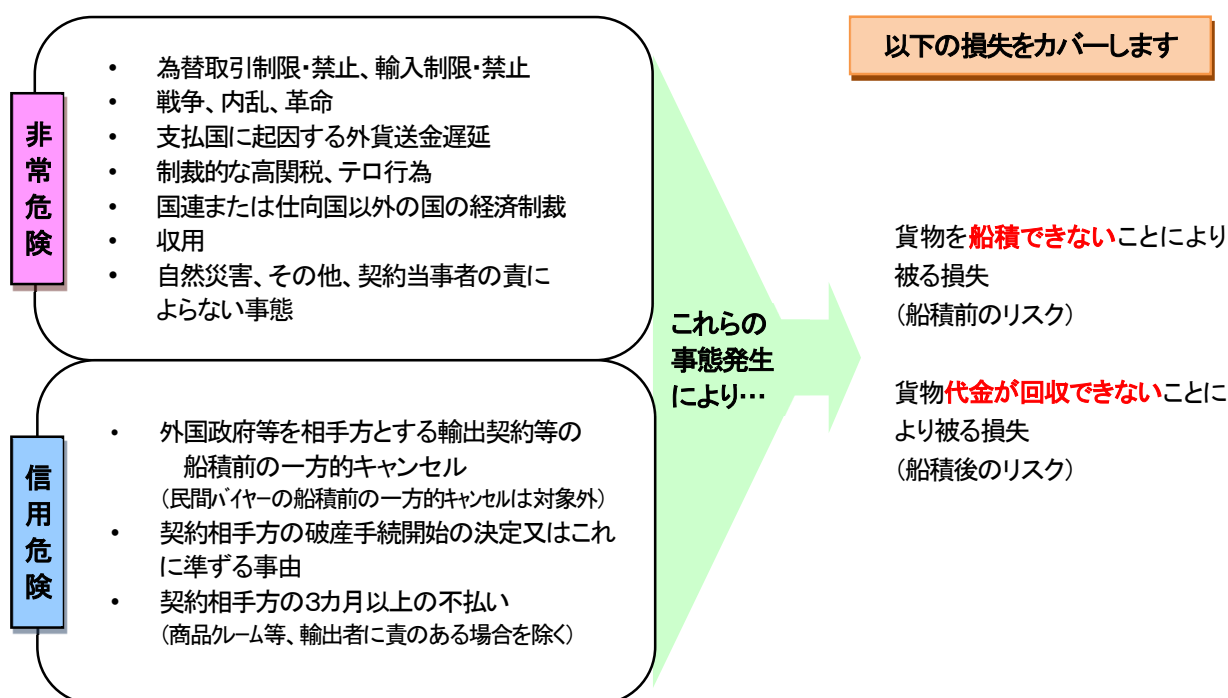 非常危険
・ 為替取引制限・禁止、輸入制限・禁止
・ 戦争、内乱、革命
・ 支払国に起因する外貨送金遅延
・ 制裁的な高関税、テロ行為
・ 国連または仕向国以外の国の経済制裁
・ 収用
・ 自然災害、その他、契約当事者の責に
よらない事態
信用危険
・ 外国政府等を相手方とする輸出契約等の
船積前の一方的キャンセル
(民間バイヤーの船積前の一方的キャンセルは対象外)
・ 契約相手方の破産手続開始の決定又はこれ
に準ずる事由
・ 契約相手方の3カ月以上の不払い
(商品クレーム等、輸出者に責のある場合を除く)
これらの
事態発生
により…
以下の損失をカバーします
貨物を船積できないことにより
被る損失
(船積前のリスク)
貨物代金が回収できないことに
より被る損失
(船積後のリスク)